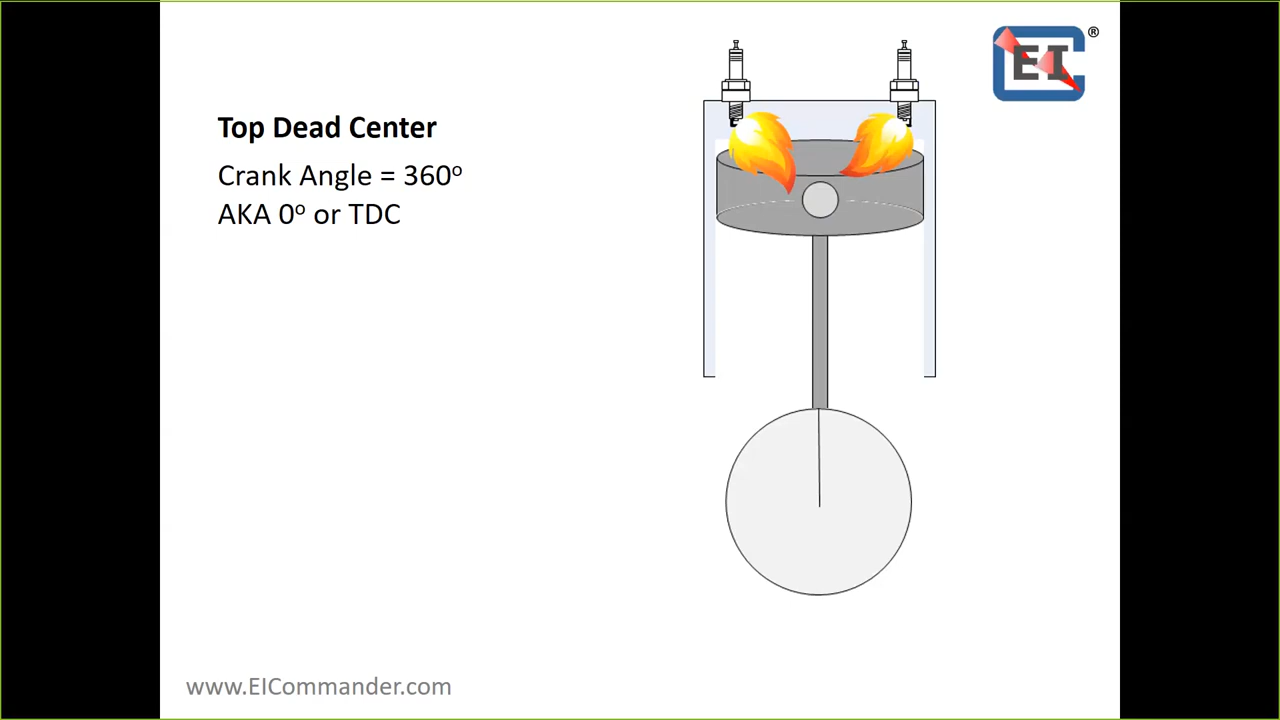 Top Dead Center
Crank Angle = 360º
AKA 0º or TDC
EI
®
www.EICommander.com